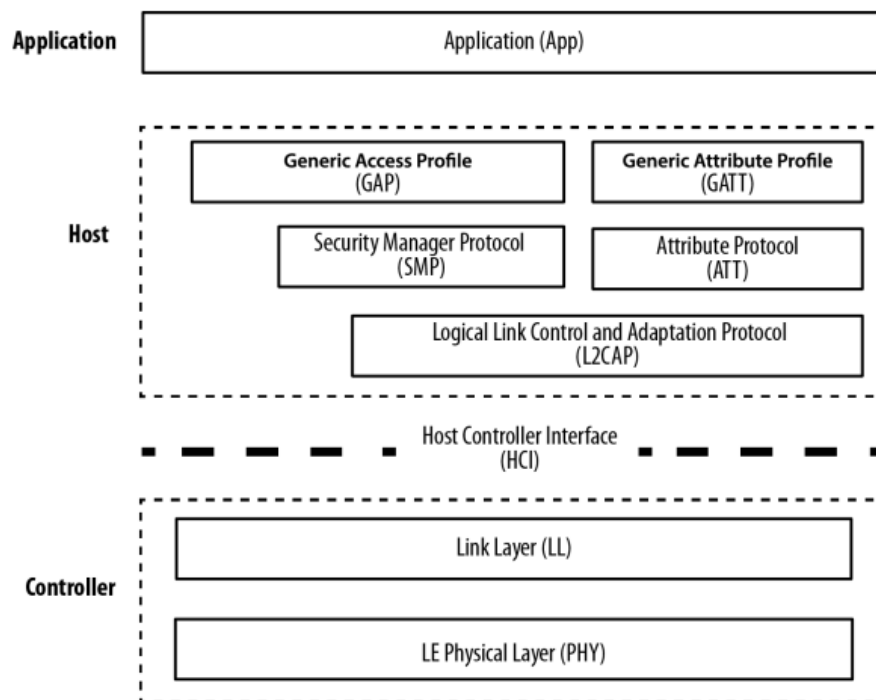 Application
Application (App)
Host
Generic Access Profile
(GAP)
Generic Attribute Profile
(GATT)
Security Manager Protocol
(SMP)
Attribute Protocol
(ATT)
Logical Link Control and Adaptation Protocol
(L2CAP)
Host Controller Interface
(HCI)
Controller
Link Layer (LL)
LE Physical Layer (PHY)